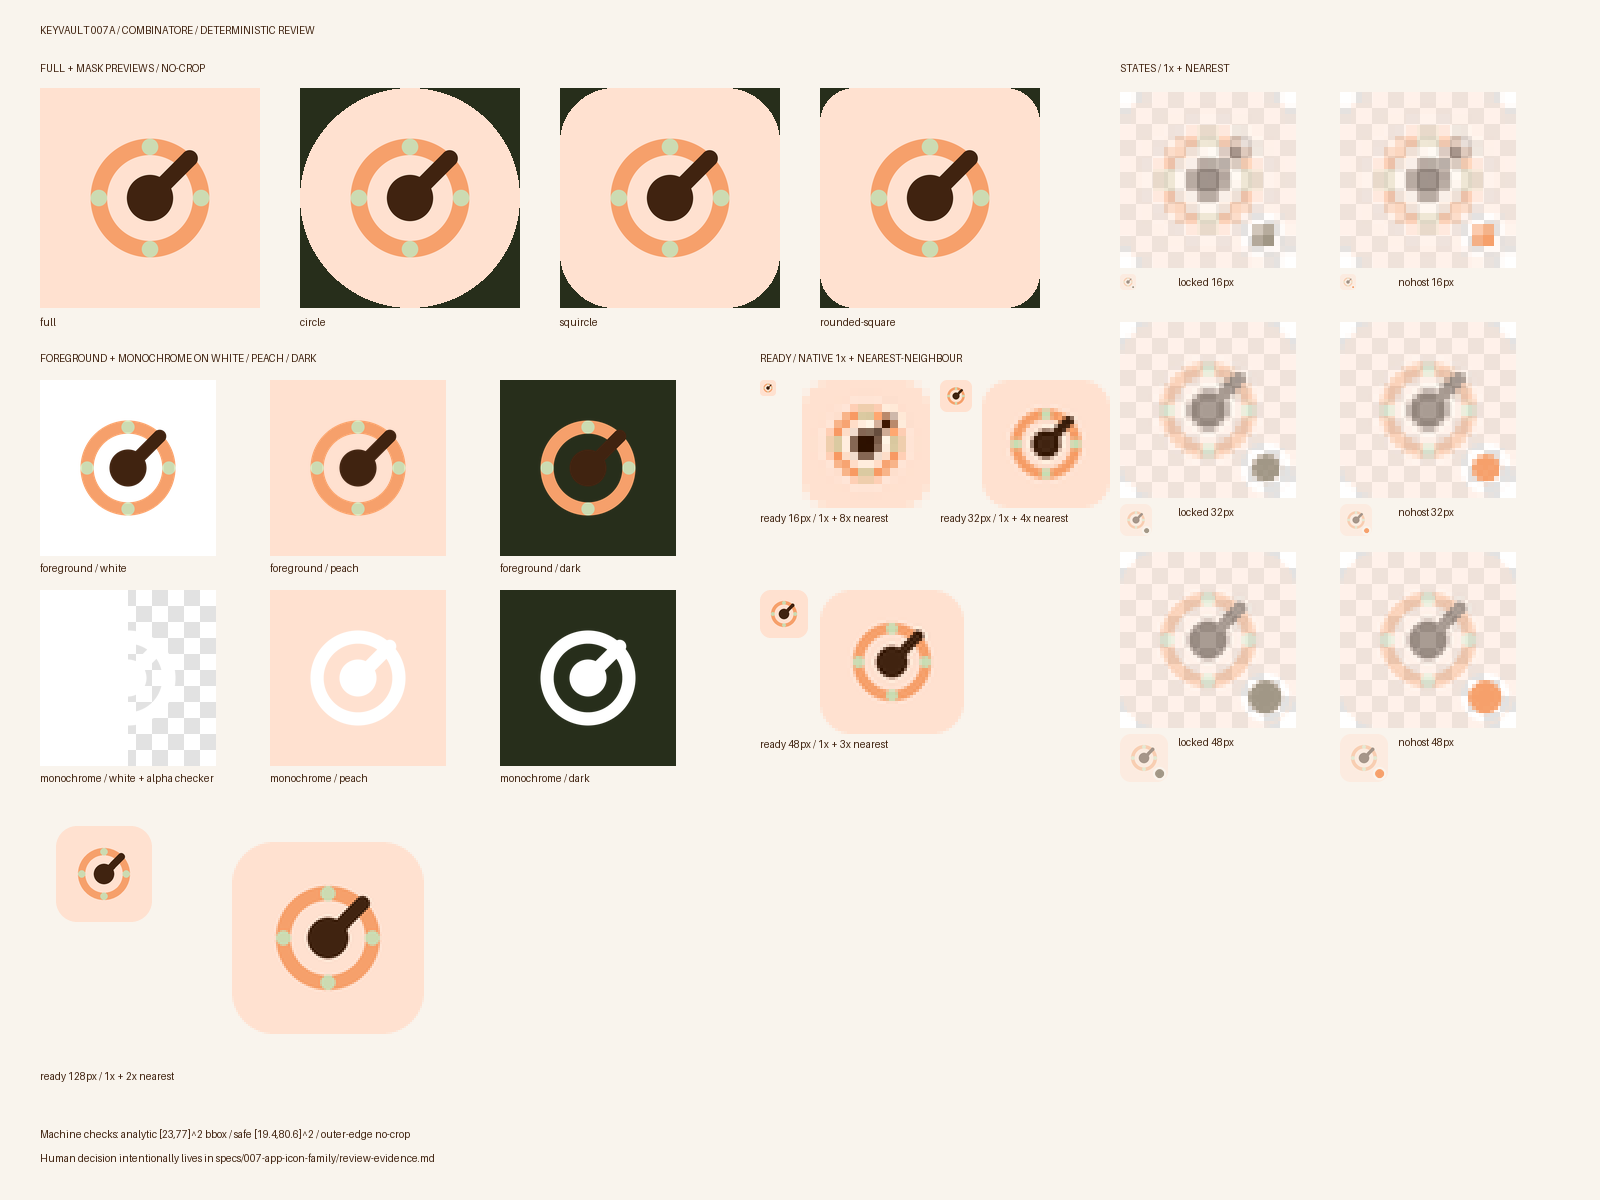 KEYVAULT 007A / COMBINATORE / DETERMINISTIC REVIEW
FULL + MASK PREVIEWS / NO-CROP
full
circle
squircle
rounded-square
FOREGROUND + MONOCHROME ON WHITE / PEACH / DARK
foreground / white
foreground / peach
foreground / dark
monochrome / white + alpha checker
monochrome / peach
monochrome / dark
READY / NATIVE 1x + NEAREST-NEIGHBOUR
ready 16px / 1x + 8x nearest
ready 32px / 1x + 4x nearest
ready 48px / 1x + 3x nearest
STATES / 1x + NEAREST
locked 16px
nohost 16px
locked 32px
nohost 32px
locked 48px
nohost 48px
ready 128px / 1x + 2x nearest
Machine checks: analytic [23,77]^2 bbox / safe [19.4,80.6]^2 / outer-edge no-crop
Human decision intentionally lives in specs/007-app-icon-family/review-evidence.md